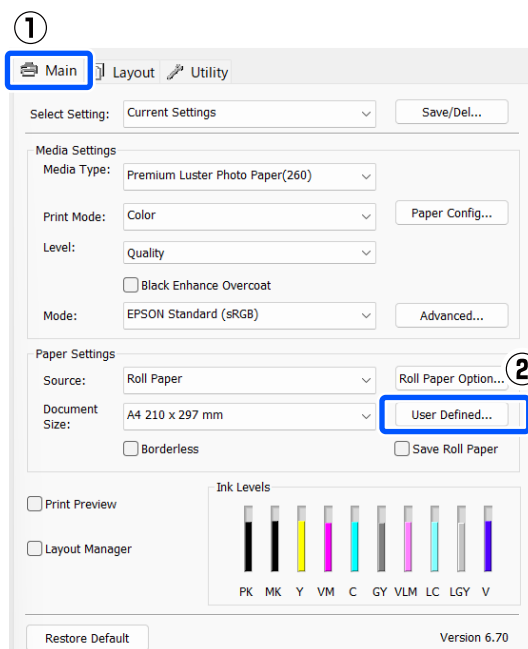 ①
Main Layout Utility
Select Setting: Current Settings Save/Del...
Media Settings
Media Type: Premium Luster Photo Paper(260)
Print Mode: Color Paper Config...
Level: Quality
Black Enhance Overcoat
Mode: EPSON Standard (sRGB) Advanced...
Paper Settings
Source: Roll Paper Roll Paper Option... ②
Document Size: A4 210 x 297 mm User Defined...
Borderless Save Roll Paper
Ink Levels
Print Preview
Layout Manager
PK MK Y VM C GY VLM LC LGY V
Restore Default Version 6.70